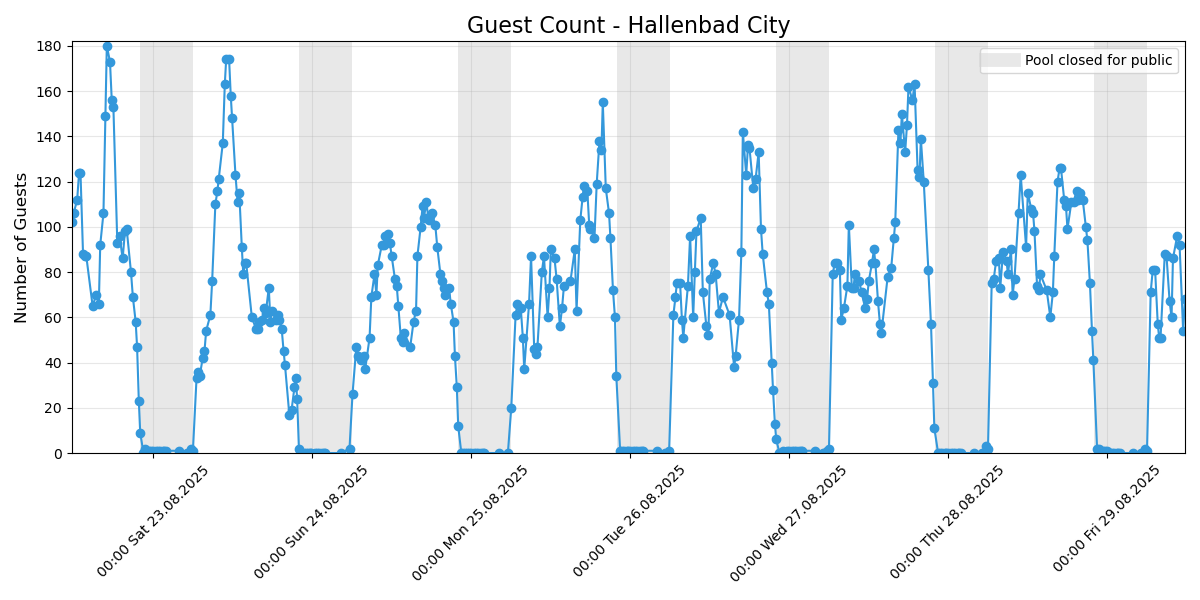 Guest Count - Hallenbad City
Pool closed for public
Number of Guests
180
160
140
120
100
80
60
40
20
0
00:00 Sat 23.08.2025
00:00 Sun 24.08.2025
00:00 Mon 25.08.2025
00:00 Tue 26.08.2025
00:00 Wed 27.08.2025
00:00 Thu 28.08.2025
00:00 Fri 29.08.2025